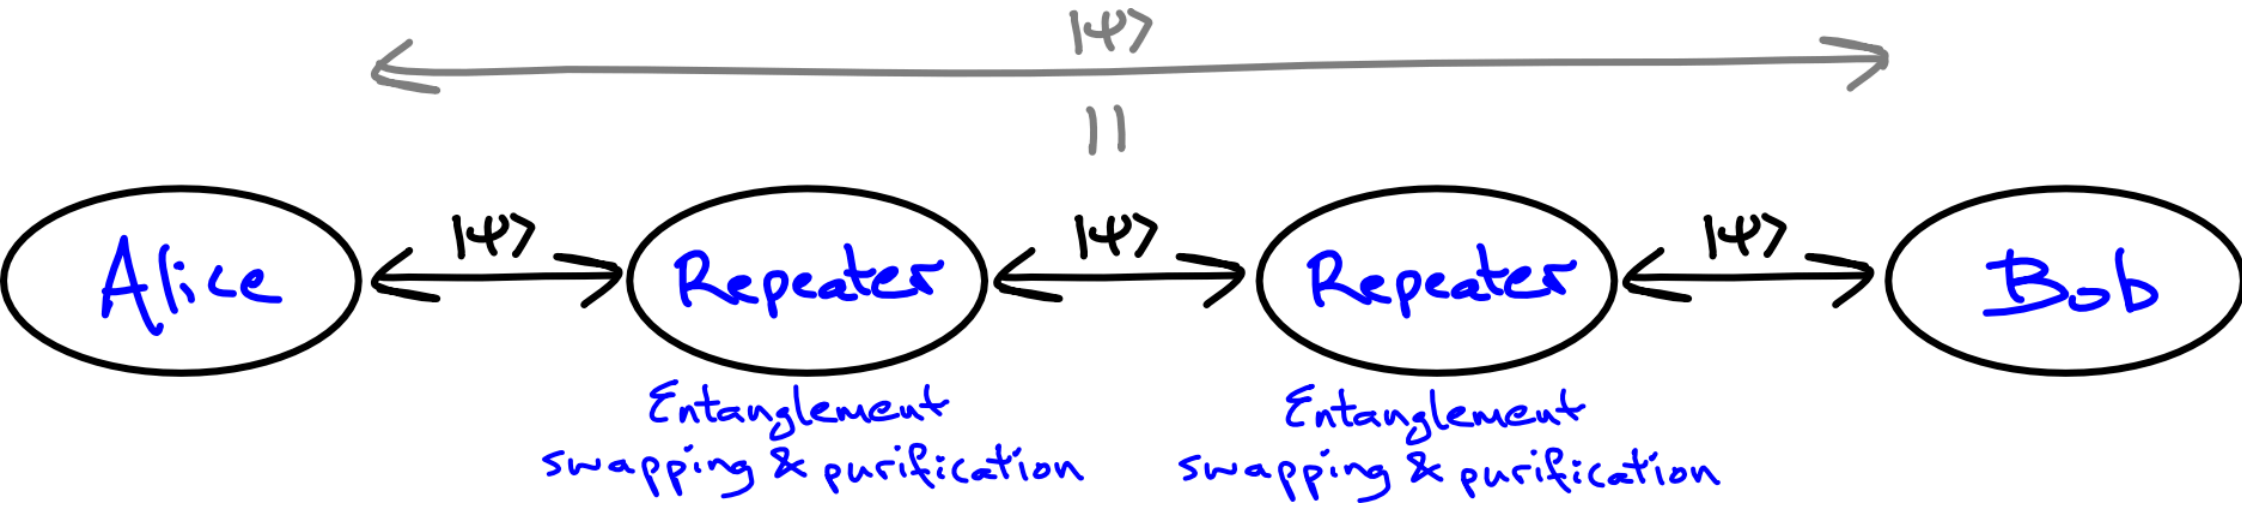 |Ψ⟩
||
|Ψ⟩ |Ψ⟩ |Ψ⟩
Alice Repeater Repeater Bob
Entanglement Entanglement
swapping & purification swapping & purification